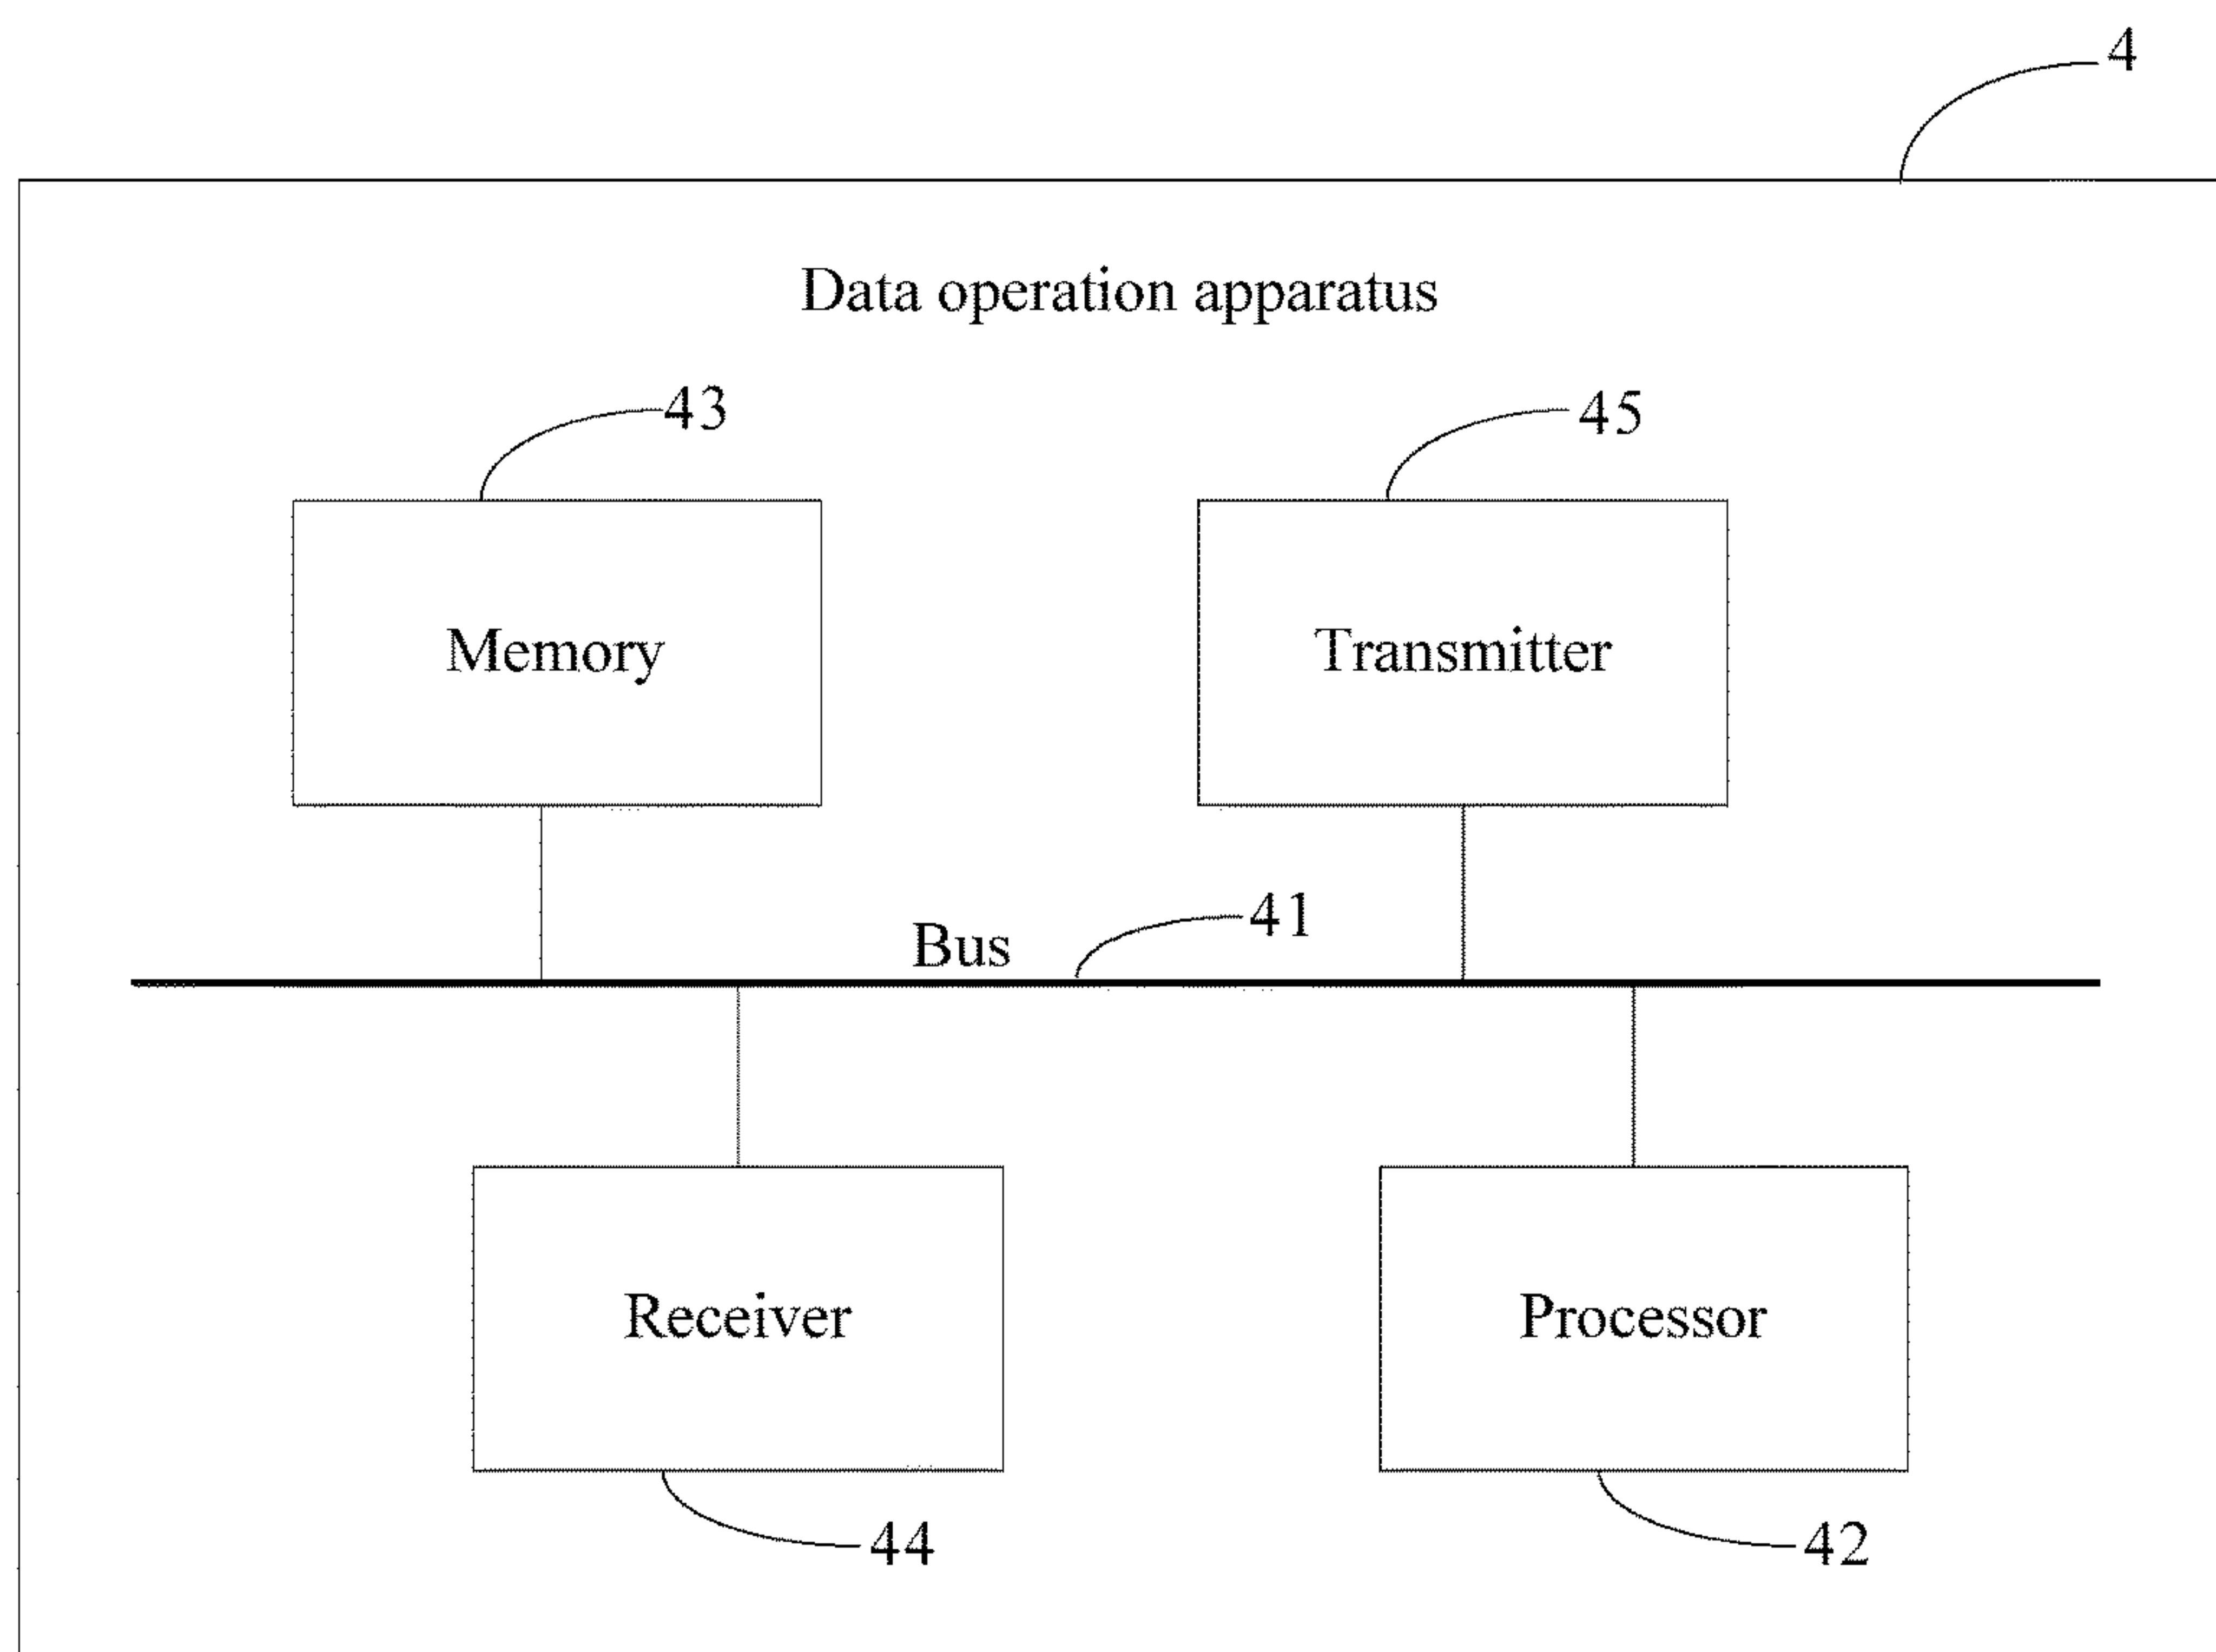 4
Data operation apparatus
43
45
Memory
Transmitter
41
Bus
Receiver
Processor
44
42